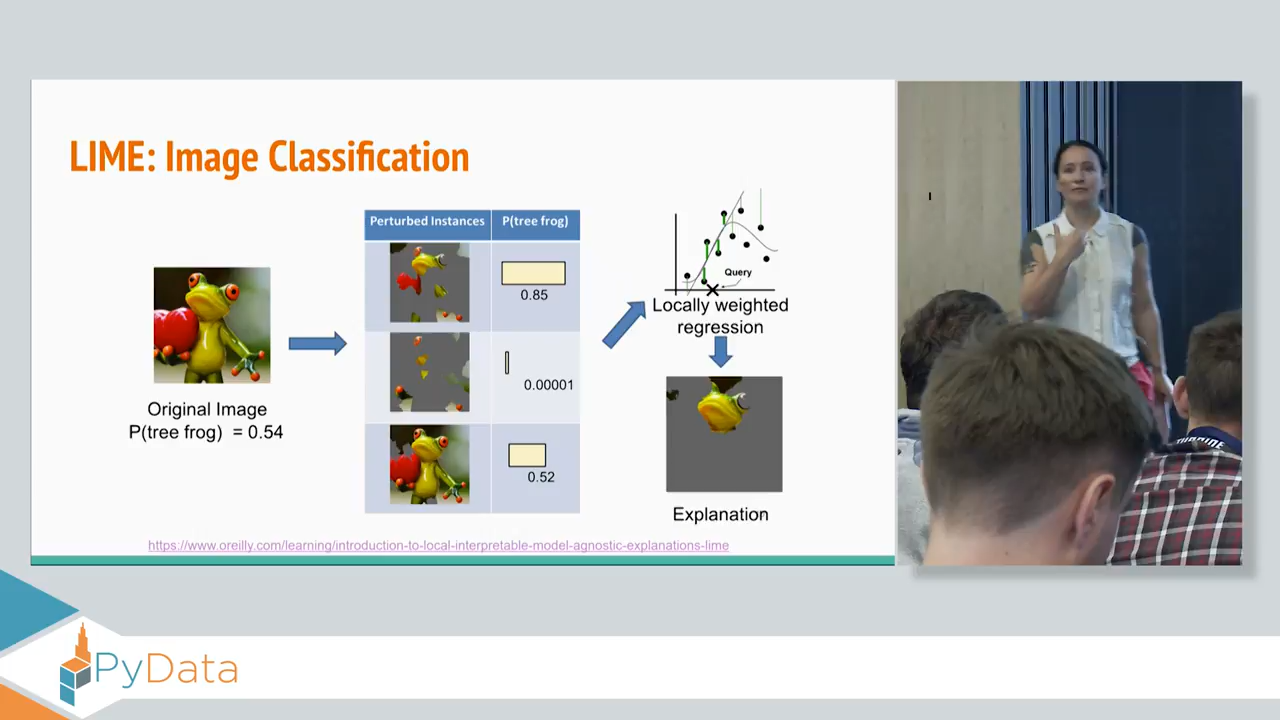 LIME: Image Classification
Perturbed Instances
P(tree frog)
0.85
0.00001
0.52
Original Image
P(tree frog) = 0.54
Query
Locally weighted
regression
Explanation
https://www.oreilly.com/learning/introduction-to-local-interpretable-model-agnostic-explanations-lime
UKRAINE
PyData